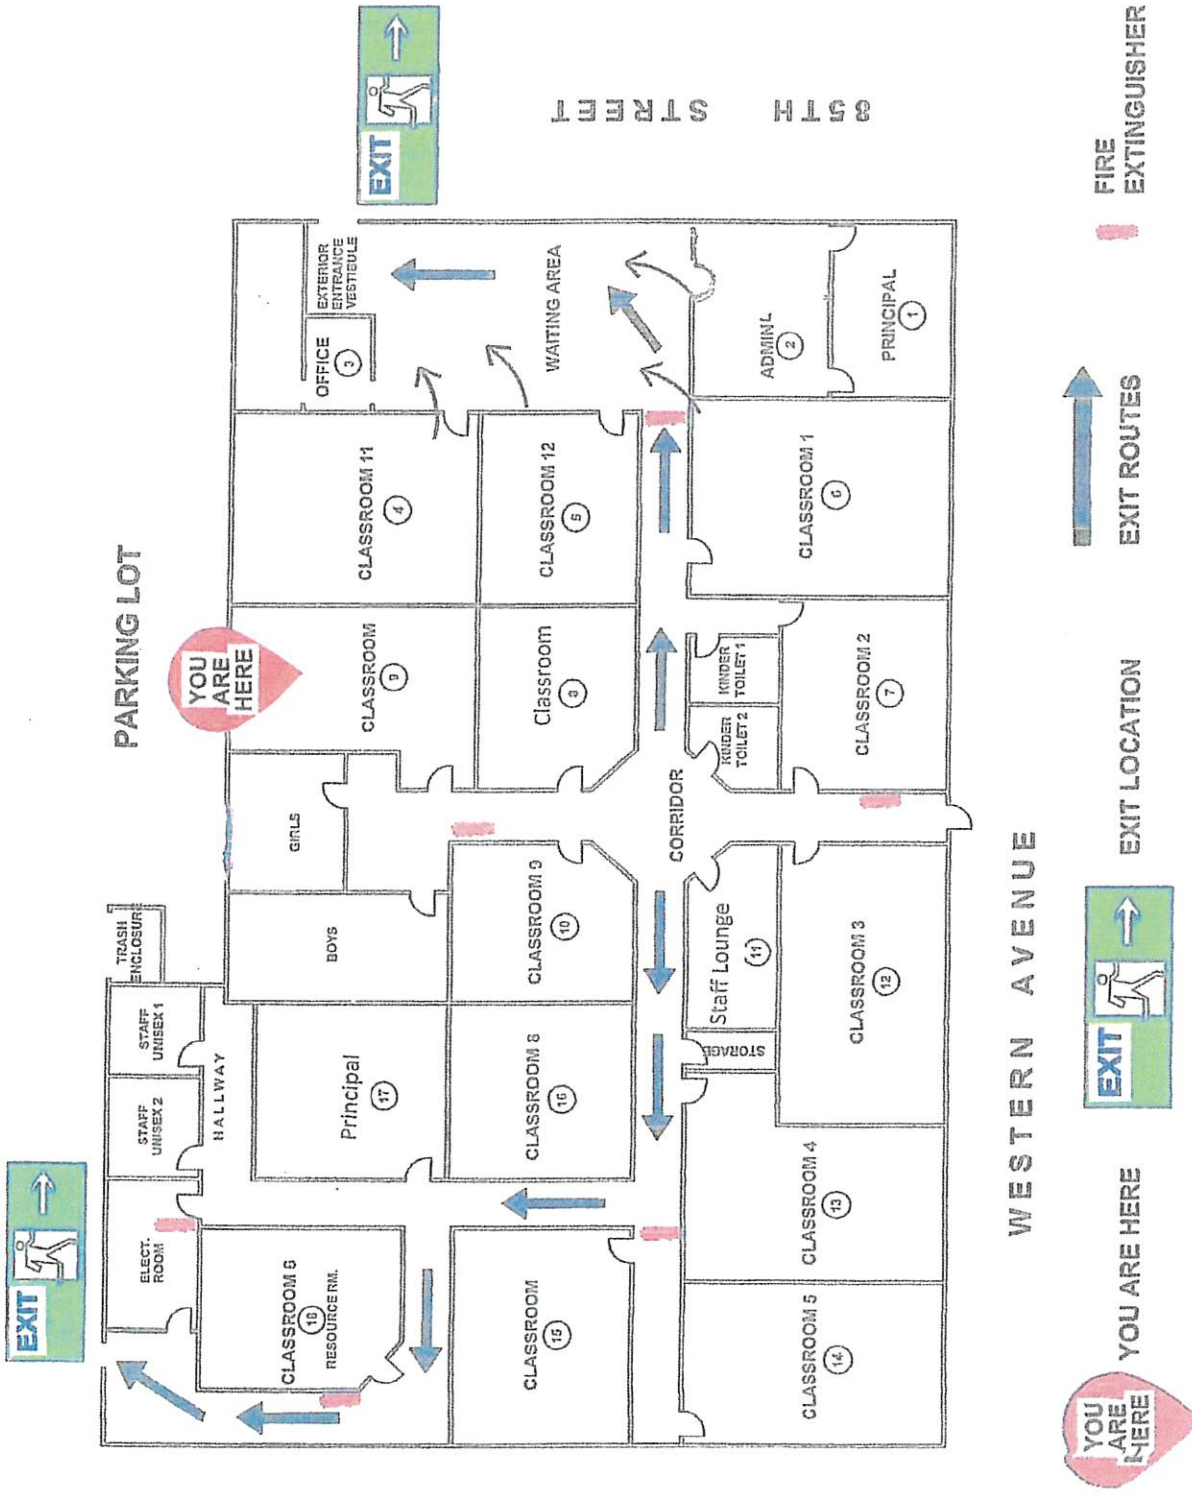 EXIT
EXIT
85TH STREET
PARKING LOT
YOU
ARE
HERE
TRASH
ENCLOSURE
STAFF
UNISEX 1
STAFF
UNISEX 2
ELECT.
ROOM
HALLWAY
GIRLS
BOYS
Principal
17
CLASSROOM 6
18
RESOURCE RM.
CLASSROOM
9
CLASSROOM 11
4
OFFICE
3
EXTERIOR
ENTRANCE
VESTIBULE
WAITING AREA
CLASSROOM 12
5
Classroom
8
CLASSROOM 9
10
CLASSROOM 8
16
CLASSROOM
15
CORRIDOR
KINDER
TOILET 1
KINDER
TOILET 2
Staff Lounge
11
STORAGE
ADMINI.
2
PRINCIPAL
1
CLASSROOM 1
6
CLASSROOM 2
7
CLASSROOM 3
12
CLASSROOM 4
13
CLASSROOM 5
14
WESTERN AVENUE
YOU
ARE
HERE
YOU ARE HERE
EXIT
EXIT LOCATION
EXIT ROUTES
FIRE
EXTINGUISHER